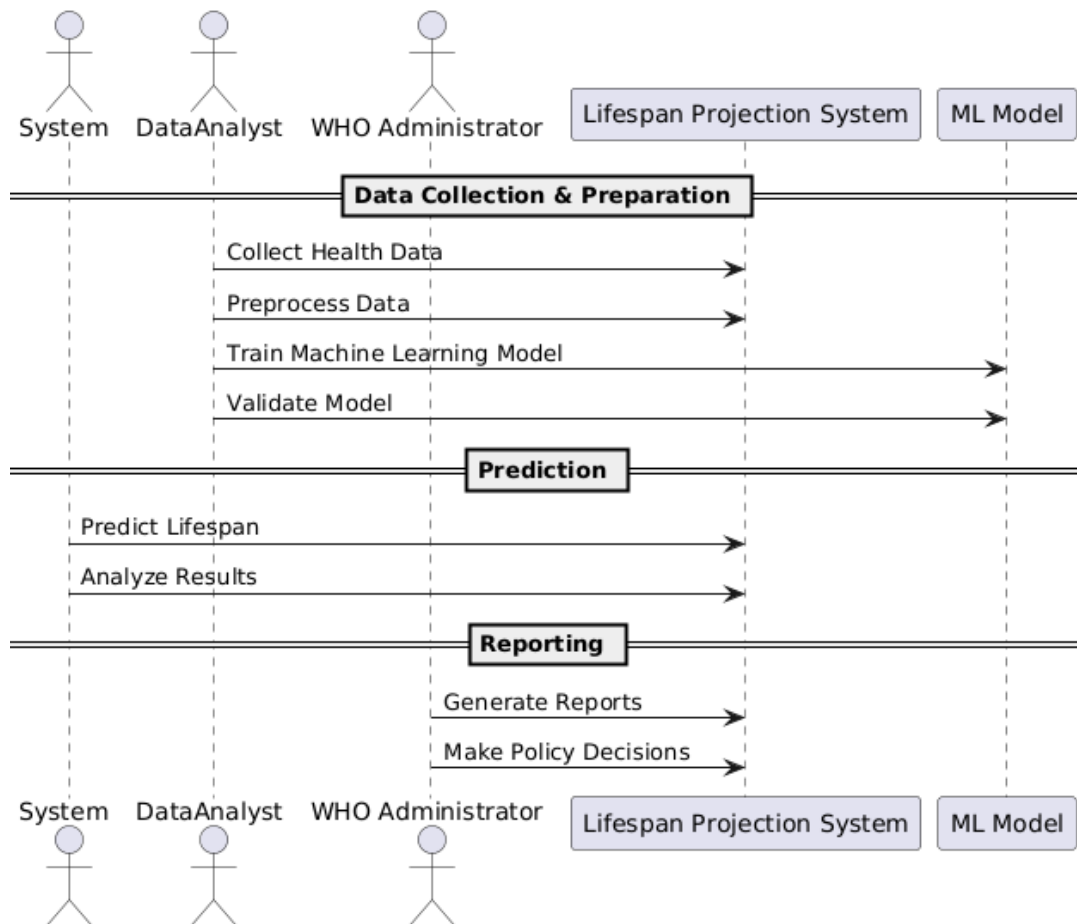 System
DataAnalyst
WHO Administrator
Lifespan Projection System
ML Model
Data Collection & Preparation
Collect Health Data
Preprocess Data
Train Machine Learning Model
Validate Model
Prediction
Predict Lifespan
Analyze Results
Reporting
Generate Reports
Make Policy Decisions
System
DataAnalyst
WHO Administrator
Lifespan Projection System
ML Model